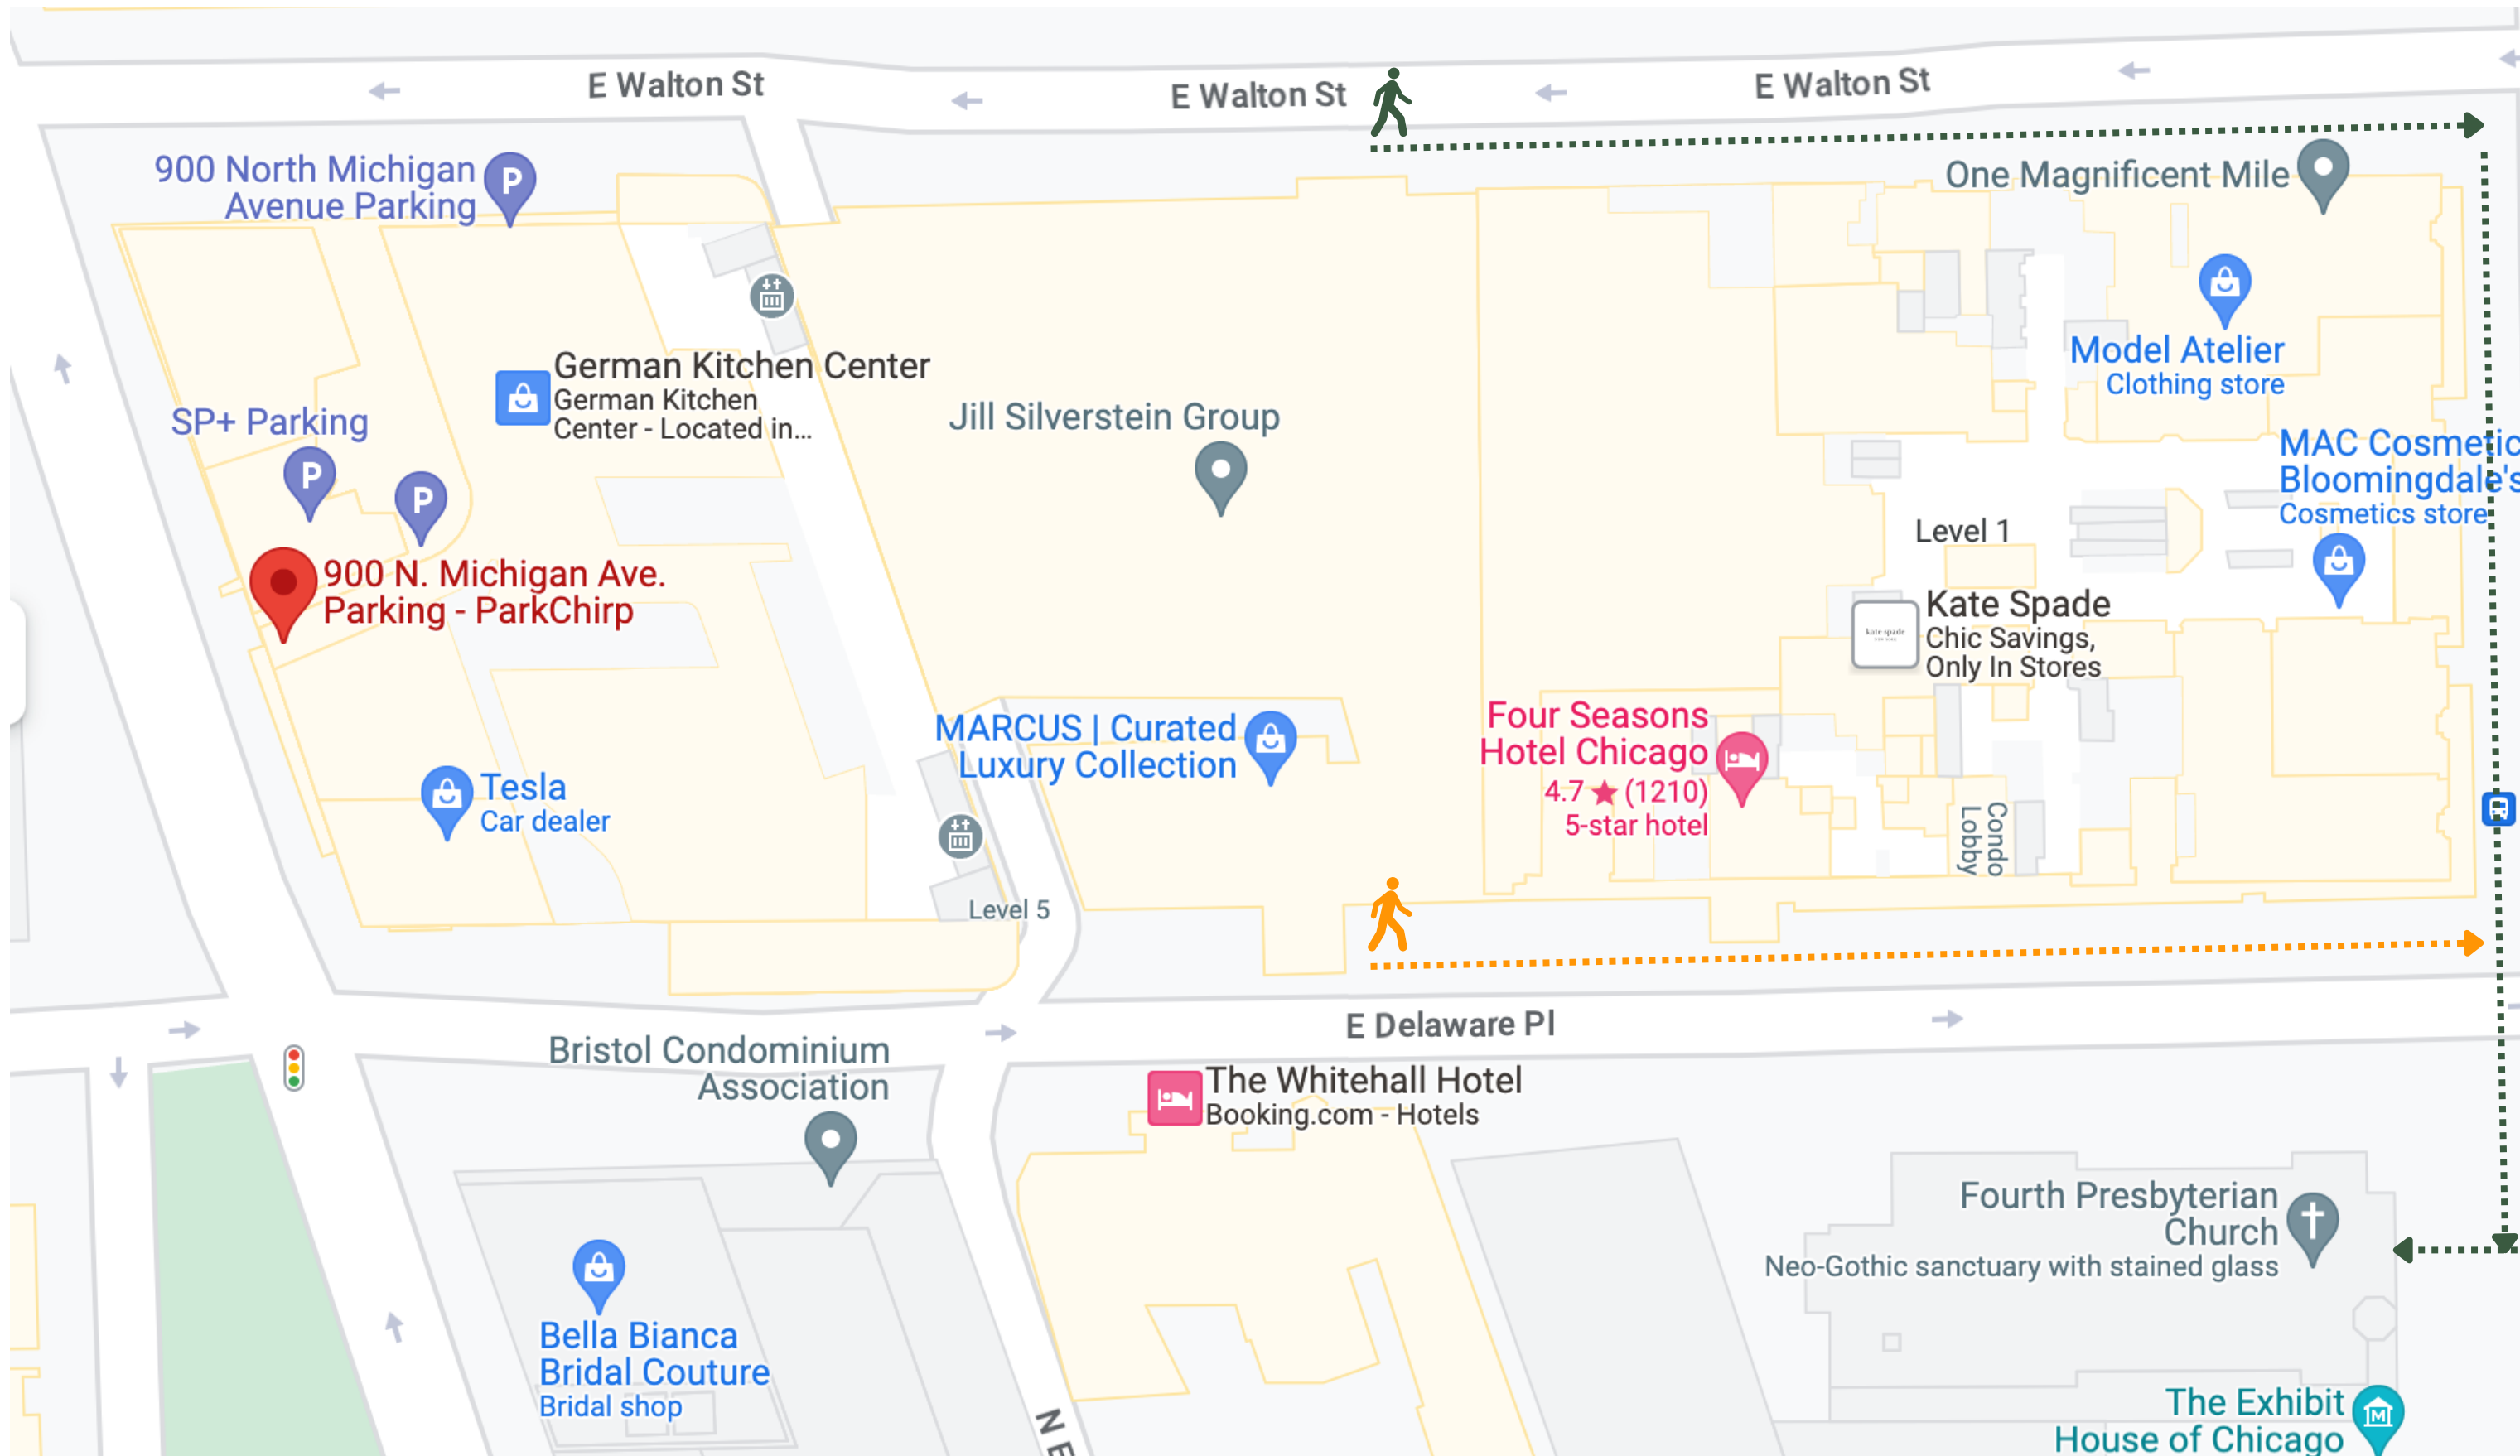 E Walton St
E Walton St
E Walton St
900 North Michigan
Avenue Parking
P
One Magnificent Mile
German Kitchen Center
German Kitchen
Center - Located in...
SP+ Parking
P
P
Jill Silverstein Group
Model Atelier
Clothing store
MAC Cosmetic
Bloomingdale's
Cosmetics store
Level 1
900 N. Michigan Ave.
Parking - ParkChirp
kate spade
Kate Spade
Chic Savings,
Only In Stores
MARCUS | Curated
Luxury Collection
Four Seasons
Hotel Chicago
4.7 ★ (1210)
5-star hotel
Tesla
Car dealer
Condo
Lobby
Level 5
E Delaware Pl
Bristol Condominium
Association
The Whitehall Hotel
Booking.com - Hotels
Fourth Presbyterian
Church
Neo-Gothic sanctuary with stained glass
Bella Bianca
Bridal Couture
Bridal shop
The Exhibit
House of Chicago
M
N E